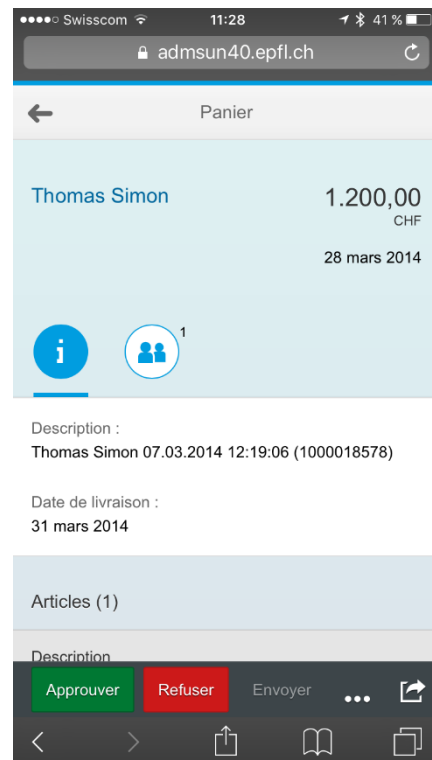 Swisscom 11:28 41 %
admsun40.epfl.ch
Panier
Thomas Simon 1.200,00
CHF
28 mars 2014
i 1
Description :
Thomas Simon 07.03.2014 12:19:06 (1000018578)
Date de livraison :
31 mars 2014
Articles (1)
Description
Approuver Refuser Envoyer ...